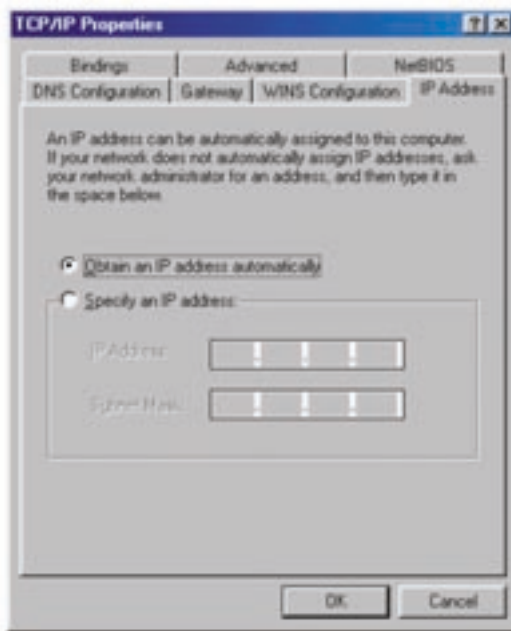 TCP/IP Properties
Bindings
Advanced
NetBIOS
DNS Configuration
Gateway
WINS Configuration
IP Address
An IP address can be automatically assigned to this computer.
If your network does not automatically assign IP addresses, ask
your network administrator for an address, and then type it in
the space below.
Obtain an IP address automatically
Specify an IP address:
IP Address:
Subnet Mask:
OK
Cancel